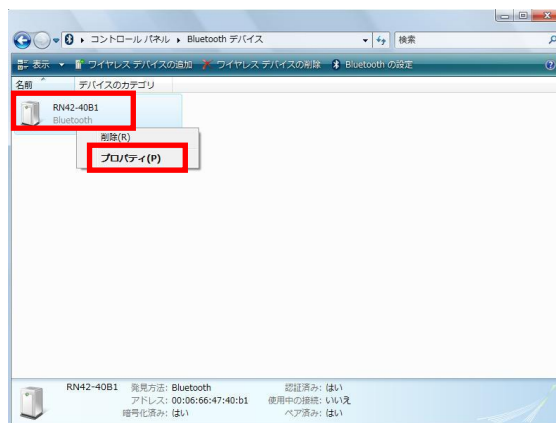 コントロール パネル ▸ Bluetooth デバイス
検索
表示 ワイヤレス デバイスの追加 ワイヤレス デバイスの削除 Bluetooth の設定
名前 デバイスのカテゴリ
RN42-40B1
Bluetooth
削除(R)
プロパティ(P)
RN42-40B1 発見方法: Bluetooth 認証済み: はい
アドレス: 00:06:66:47:40:b1 使用中の接続: いいえ
暗号化済み: はい ペア済み: はい